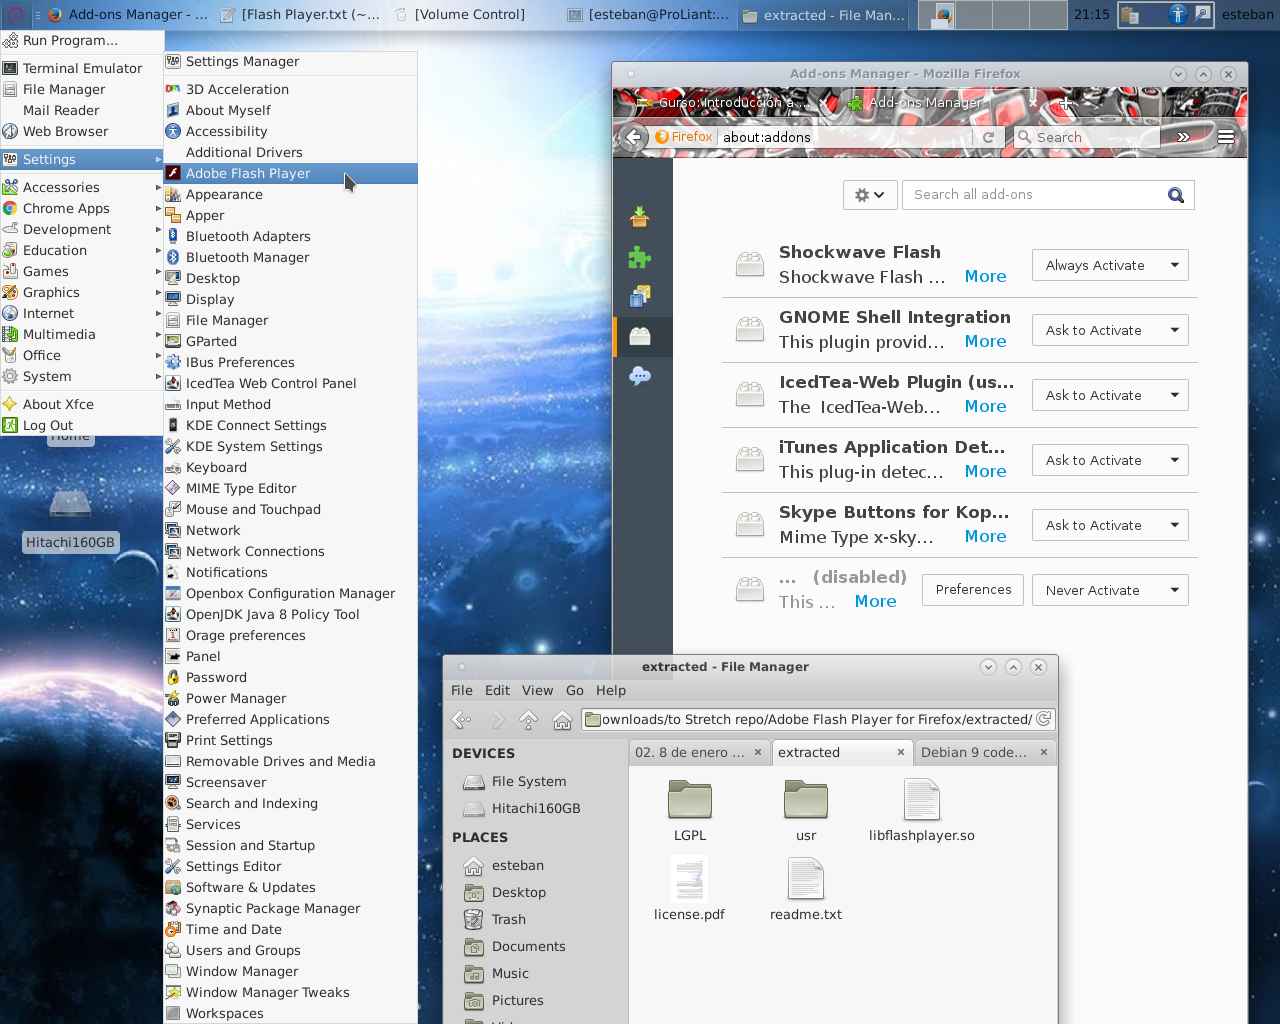 Add-ons Manager - ...
[Flash Player.txt (~...
[Volume Control]
[esteban@ProLiant:...
extracted - File Man...
21:15
esteban
Run Program...
Terminal Emulator
File Manager
Mail Reader
Web Browser
Settings
Accessories
Chrome Apps
Development
Education
Games
Graphics
Internet
Multimedia
Office
System
About Xfce
Log Out
Home
Hitachi160GB
Settings Manager
3D Acceleration
About Myself
Accessibility
Additional Drivers
Adobe Flash Player
Appearance
Apper
Bluetooth Adapters
Bluetooth Manager
Desktop
Display
File Manager
GParted
IBus Preferences
IcedTea Web Control Panel
Input Method
KDE Connect Settings
KDE System Settings
Keyboard
MIME Type Editor
Mouse and Touchpad
Network
Network Connections
Notifications
Openbox Configuration Manager
OpenJDK Java 8 Policy Tool
Orage preferences
Panel
Password
Power Manager
Preferred Applications
Print Settings
Removable Drives and Media
Screensaver
Search and Indexing
Services
Session and Startup
Settings Editor
Software & Updates
Synaptic Package Manager
Time and Date
Users and Groups
Window Manager
Window Manager Tweaks
Workspaces
Add-ons Manager - Mozilla Firefox
Gurso: Introducción a ...
Add-ons Manager
Firefox
about:addons
Search
Search all add-ons
Shockwave Flash
Shockwave Flash ... More
Always Activate
GNOME Shell Integration
This plugin provid... More
Ask to Activate
IcedTea-Web Plugin (us...
The IcedTea-Web... More
Ask to Activate
iTunes Application Det...
This plug-in detec... More
Ask to Activate
Skype Buttons for Kop...
Mime Type x-sky... More
Ask to Activate
... (disabled)
This ... More
Preferences
Never Activate
extracted - File Manager
File Edit View Go Help
ownloads/to Stretch repo/Adobe Flash Player for Firefox/extracted/
02. 8 de enero ...
extracted
Debian 9 code...
DEVICES
File System
Hitachi160GB
PLACES
esteban
Desktop
Trash
Documents
Music
Pictures
LGPL
usr
libflashplayer.so
license.pdf
readme.txt